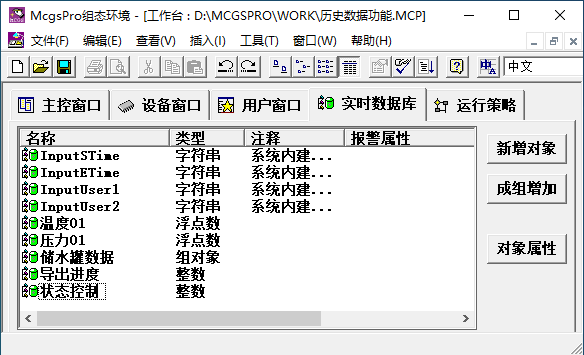 McgsPro组态环境 - [工作台 : D:\MCGSPRO\WORK\历史数据功能.MCP]
文件(F) 编辑(E) 查看(V) 插入(I) 工具(T) 窗口(W) 帮助(H)
中文
主控窗口 设备窗口 用户窗口 实时数据库 运行策略
名称 类型 注释 报警属性
InputSTime 字符串 系统内建...
InputETime 字符串 系统内建...
InputUser1 字符串 系统内建...
InputUser2 字符串 系统内建...
温度01 浮点数
压力01 浮点数
储水罐数据 组对象
导出进度 整数
状态控制 整数
新增对象
成组增加
对象属性